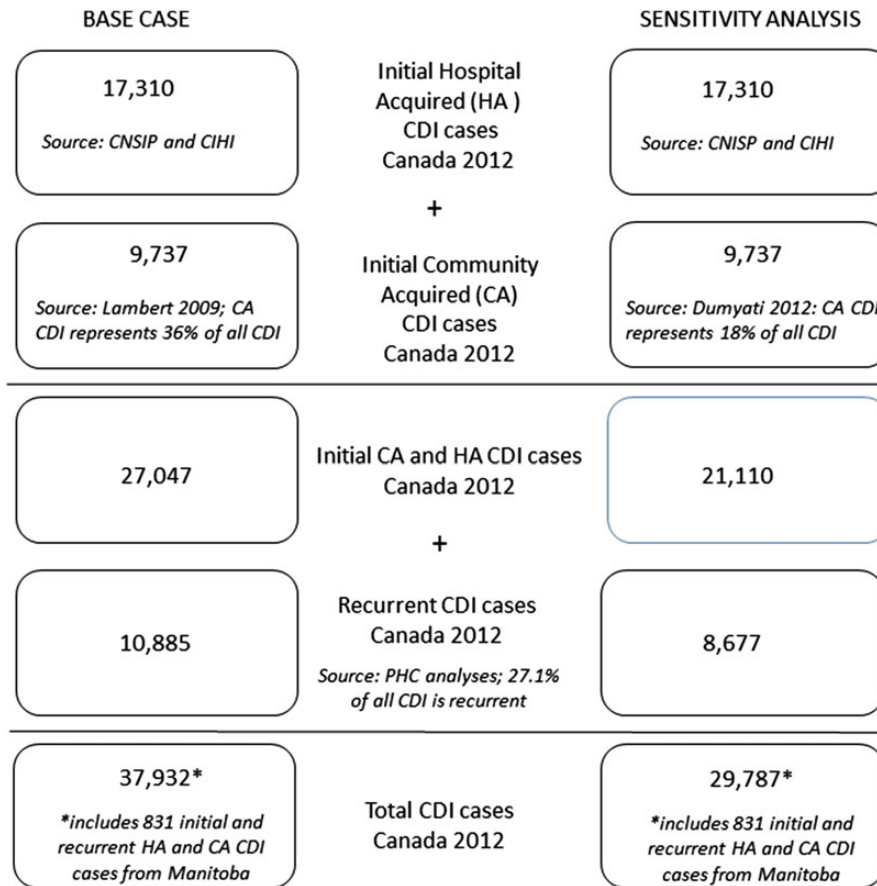 BASE CASE
SENSITIVITY ANALYSIS
17,310
Source: CNSIP and CIHI
Initial Hospital
Acquired (HA )
CDI cases
Canada 2012
17,310
Source: CNISP and CIHI
+
9,737
Source: Lambert 2009; CA
CDI represents 36% of all CDI
Initial Community
Acquired (CA)
CDI cases
Canada 2012
9,737
Source: Dumyati 2012: CA CDI
represents 18% of all CDI
27,047
Initial CA and HA CDI cases
Canada 2012
21,110
+
10,885
Recurrent CDI cases
Canada 2012
Source: PHC analyses; 27.1%
of all CDI is recurrent
8,677
37,932*
*includes 831 initial and
recurrent HA and CA CDI
cases from Manitoba
Total CDI cases
Canada 2012
29,787*
*includes 831 initial and
recurrent HA and CA CDI
cases from Manitoba